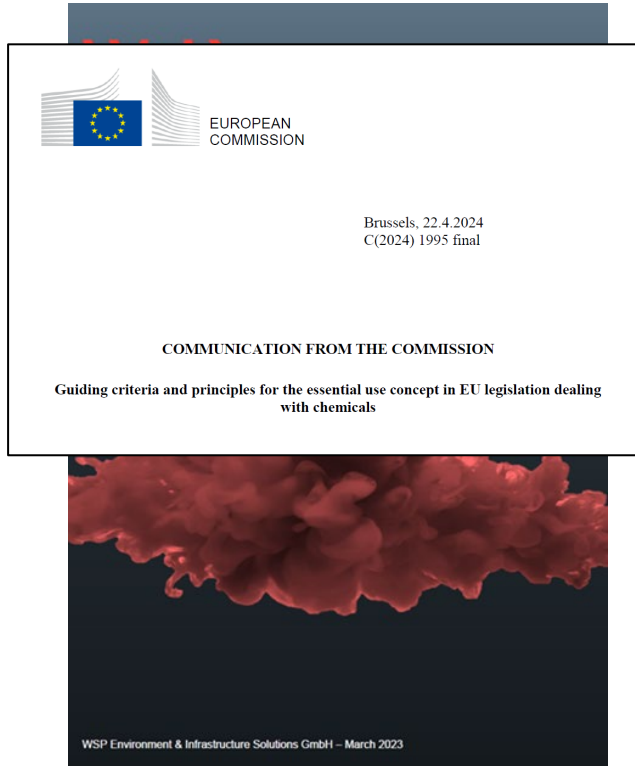 EUROPEAN
COMMISSION
Brussels, 22.4.2024
C(2024) 1995 final
COMMUNICATION FROM THE COMMISSION
Guiding criteria and principles for the essential use concept in EU legislation dealing
with chemicals
WSP Environment & Infrastructure Solutions GmbH – March 2023